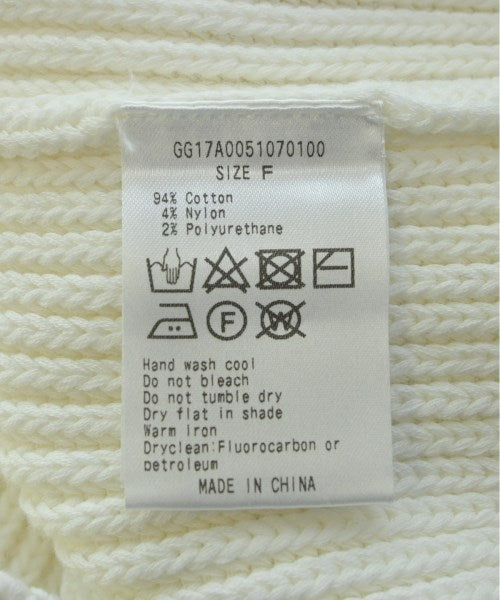 GG17A0051070100
SIZE F
94% Cotton
4% Nylon
2% Polyurethane
F W
Hand wash cool
Do not bleach
Do not tumble dry
Dry flat in shade
Warm iron
Dryclean:Fluorocarbon or
petroleum
MADE IN CHINA